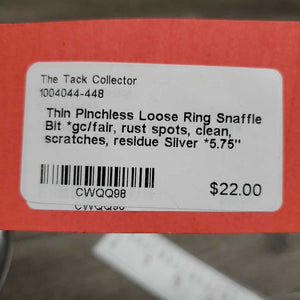 The Tack Collector
1004044-448
Thin Pinchless Loose Ring Snaffle
Bit *gc/fair, rust spots, clean,
scratches, residue Silver *5.75"
CWQQ98
$22.00
CWQQ98